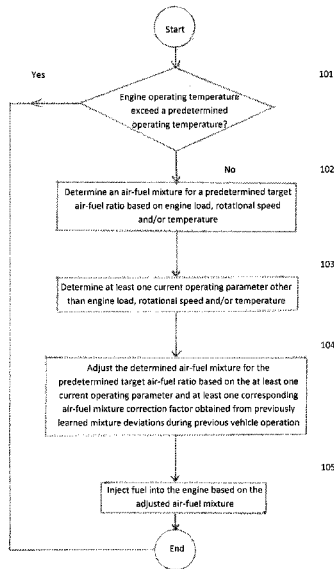 Start
Yes
101
Engine operating temperature
exceed a predetermined
operating temperature?
No
102
Determine an air-fuel mixture for a predetermined target
air-fuel ratio based on engine load, rotational speed
and/or temperature
103
Determine at least one current operating parameter other
than engine load, rotational speed and/or temperature
104
Adjust the determined air-fuel mixture for the
predetermined target air-fuel ratio based on the at least one
current operating parameter and at least one corresponding
air-fuel mixture correction factor obtained from previously
learned mixture deviations during previous vehicle operation
105
Inject fuel into the engine based on the
adjusted air-fuel mixture
End